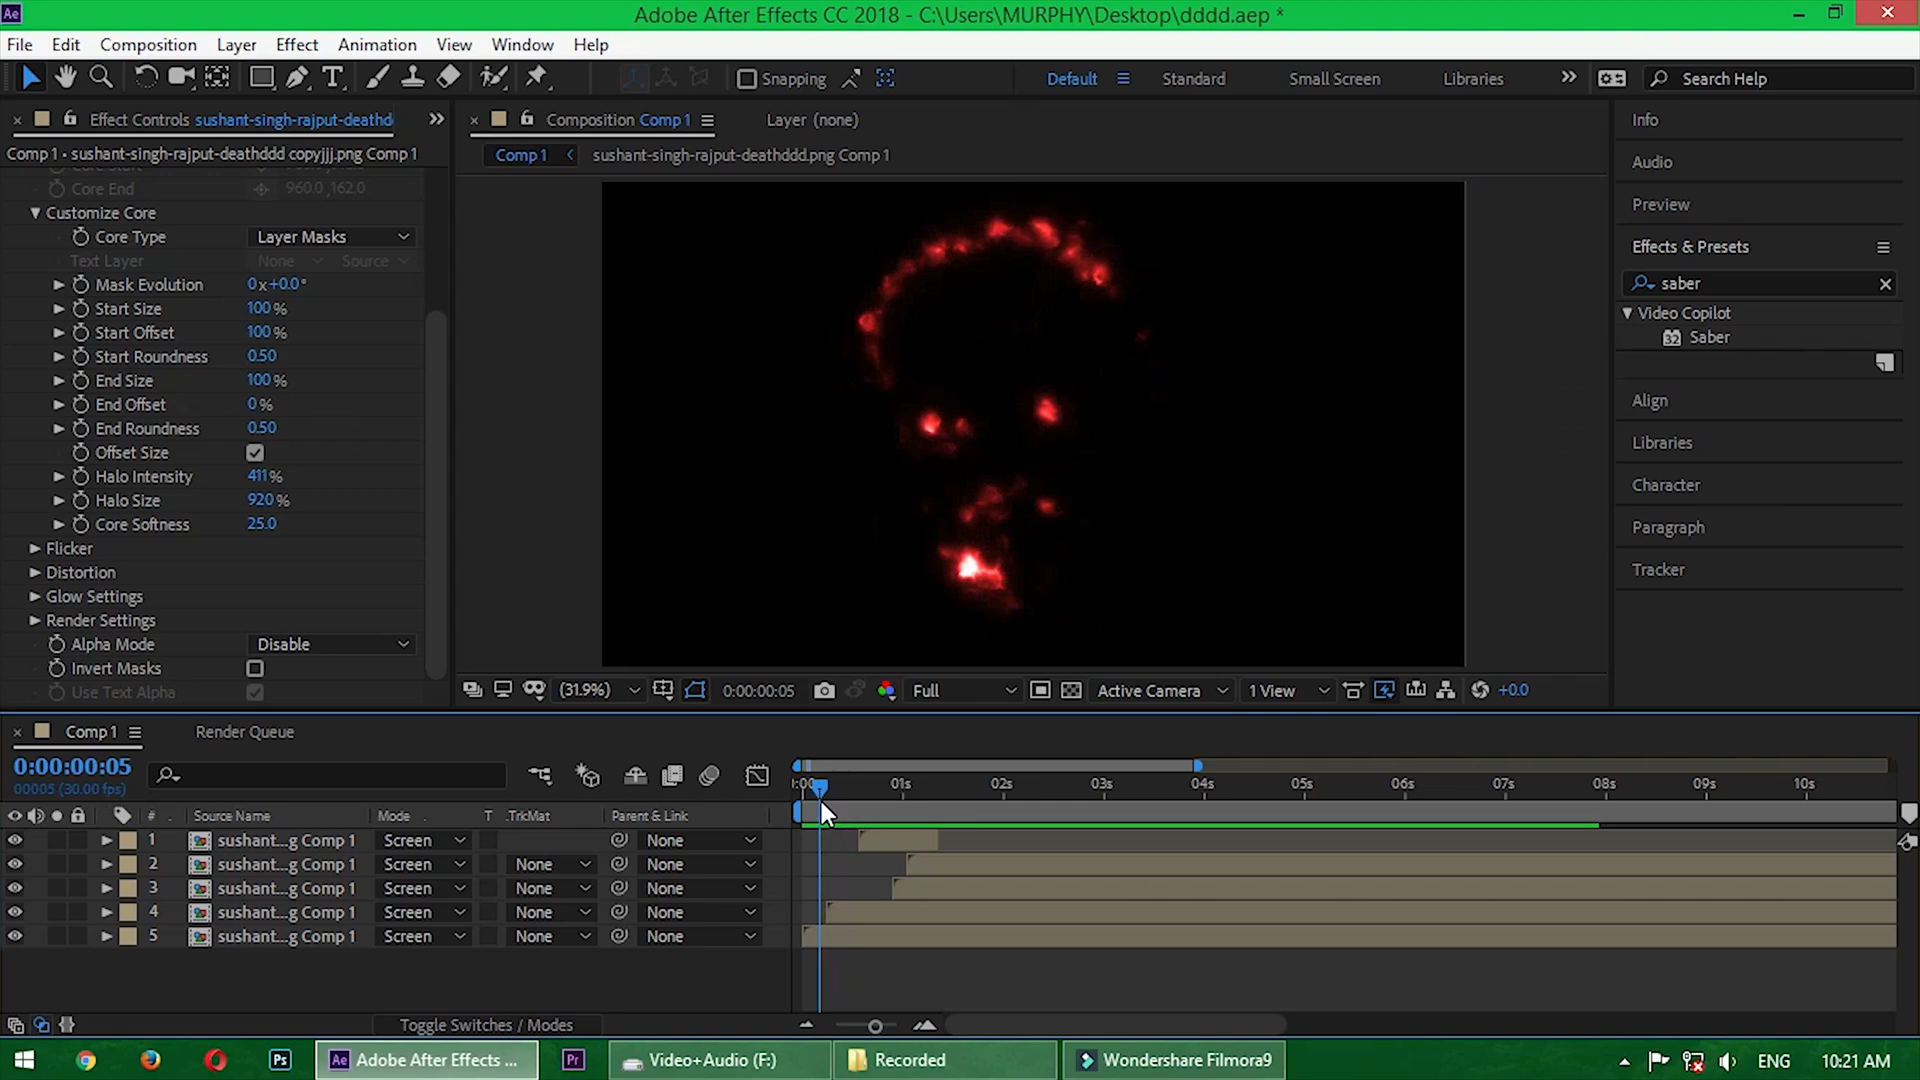 Ae Adobe After Effects CC 2018 - C:\Users\MURPHY\Desktop\dddd.aep *
File Edit Composition Layer Effect Animation View Window Help
Snapping Default Standard Small Screen Libraries Search Help
Effect Controls sushant-singh-rajput-deathd
Composition Comp 1
Layer (none)
Comp 1 • sushant-singh-rajput-deathddd copyjjj.png Comp 1
Comp 1 sushant-singh-rajput-deathddd.png Comp 1
Core End 960.0,162.0
Customize Core
Core Type Layer Masks
Text Layer None Source
Mask Evolution 0x+0.0°
Start Size 100 %
Start Offset 100 %
Start Roundness 0.50
End Size 100 %
End Offset 0 %
End Roundness 0.50
Offset Size
Halo Intensity 411 %
Halo Size 920 %
Core Softness 25.0
Flicker
Distortion
Glow Settings
Render Settings
Alpha Mode Disable
Invert Masks
Use Text Alpha
(31.9%) 0:00:00:05 Full Active Camera 1 View +0.0
Info
Audio
Preview
Effects & Presets
saber
Video Copilot
32 Saber
Align
Libraries
Character
Paragraph
Tracker
Comp 1 Render Queue
0:00:00:05
00005 (30.00 fps)
01s 02s 03s 04s 05s 06s 07s 08s 09s 10s
# Source Name Mode T .TrkMat Parent & Link
1 sushant...g Comp 1 Screen None
2 sushant...g Comp 1 Screen None None
3 sushant...g Comp 1 Screen None None
4 sushant...g Comp 1 Screen None None
5 sushant...g Comp 1 Screen None None
Toggle Switches / Modes
Ps Ae Adobe After Effects ... Pr Video+Audio (F:) Recorded Wondershare Filmora9 ENG 10:21 AM